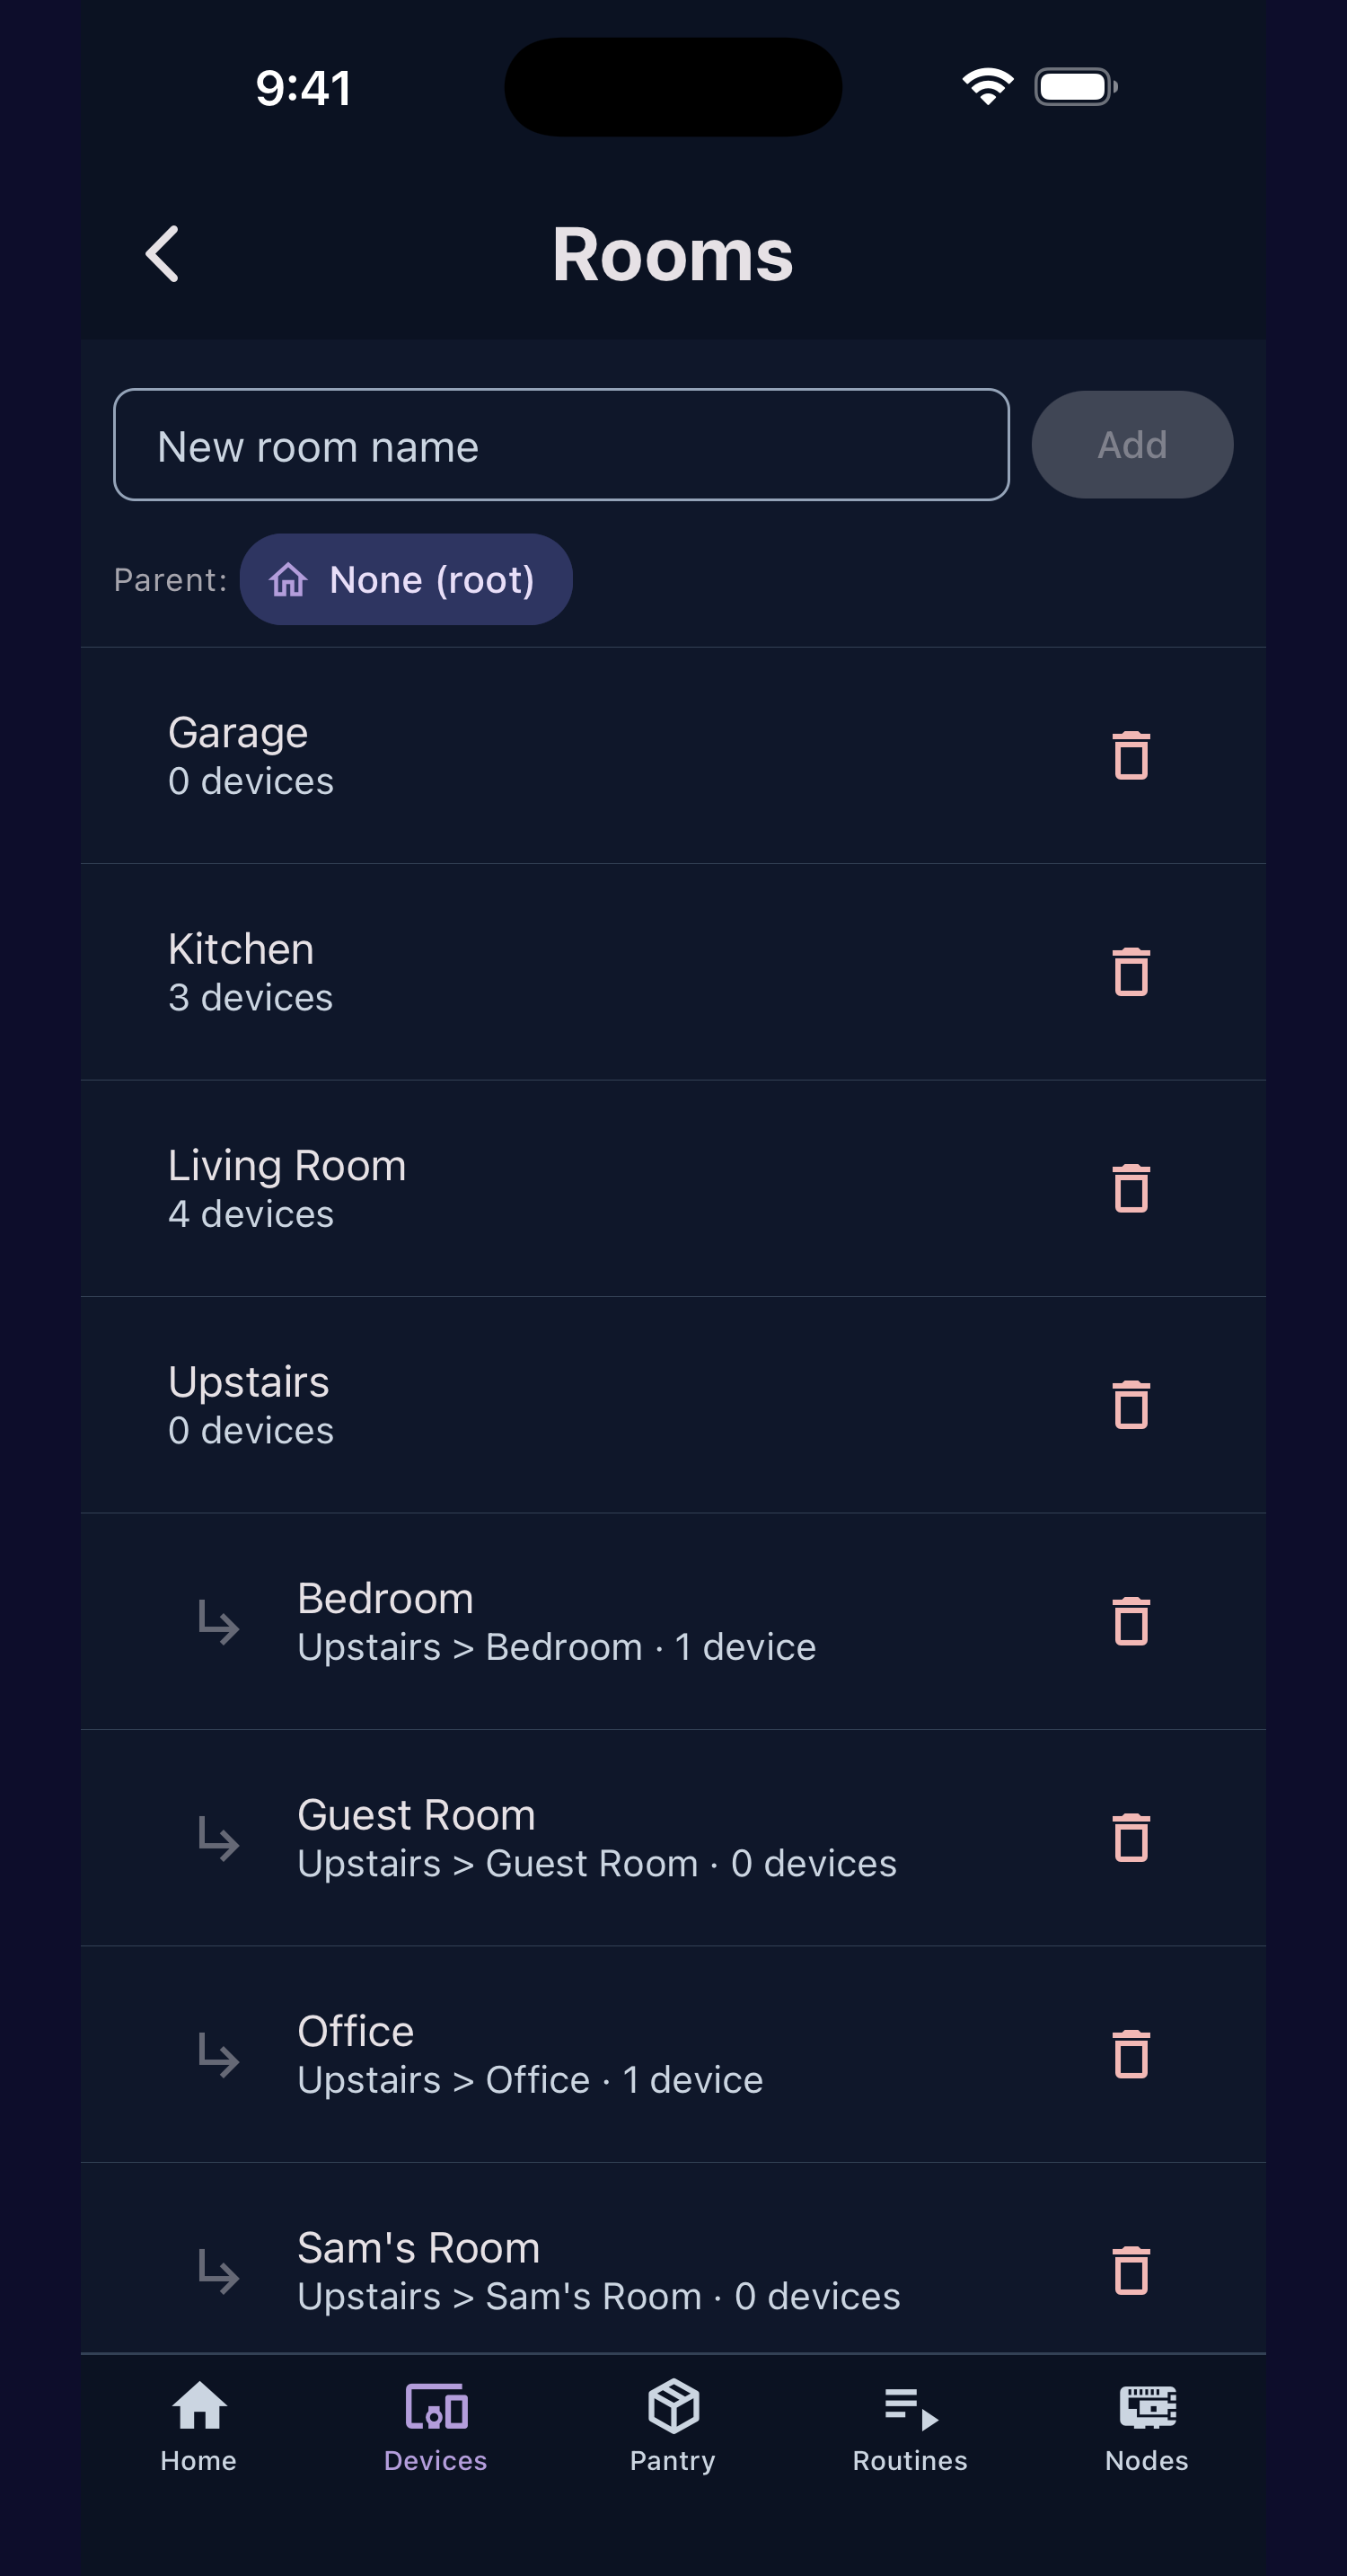 9:41
Rooms
New room name
Add
Parent:
None (root)
Garage
0 devices
Kitchen
3 devices
Living Room
4 devices
Upstairs
0 devices
Bedroom
Upstairs > Bedroom · 1 device
Guest Room
Upstairs > Guest Room · 0 devices
Office
Upstairs > Office · 1 device
Sam's Room
Upstairs > Sam's Room · 0 devices
Home
Devices
Pantry
Routines
Nodes